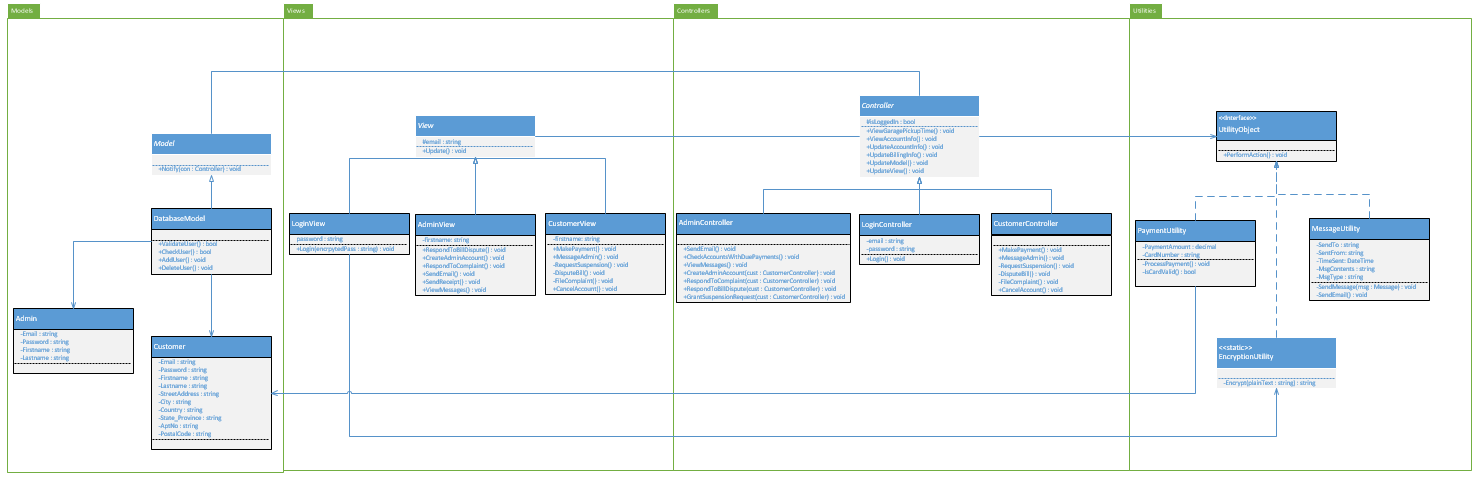 Models
Views
Controllers
Utilities
Model
+Notify(con : Controller) : void
DatabaseModel
+ValidateUser() : bool
+CheckUser() : bool
+AddUser() : void
+DeleteUser() : void
Admin
-Email : string
-Password : string
-Firstname : string
-Lastname : string
Customer
-Email : string
-Password : string
-Firstname : string
-Lastname : string
-StreetAddress : string
-City : string
-Country : string
-State_Province : string
-AptNo : string
-PostalCode : string
View
#email : string
+Update() : void
LoginView
password : string
+Login(encrpytedPass : string) : void
AdminView
-firstname: string
+RespondToBillDispute() : void
+CreateAdminAccount() : void
+RespondToComplaint() : void
+SendEmail() : void
+SendReceipt() : void
+ViewMessages() : void
CustomerView
-firstname: string
+MakePayment() : void
+MessageAdmin() : void
-RequestSuspension() : void
-DisputeBill() : void
-FileComplaint() : void
+CancelAccount() : void
Controller
#isLoggedIn : bool
+ViewGaragePickupTime() : void
+ViewAccountInfo() : void
+UpdateAccountInfo() : void
+UpdateBillingInfo() : void
+UpdateModel() : void
+UpdateView() : void
AdminController
+SendEmail() : void
+CheckAccountsWithDuePayments() : void
+ViewMessages() : void
+CreateAdminAccount(cust : CustomerController) : void
+RespondToComplaint(cust : CustomerController) : void
+RespondToBillDispute(cust : CustomerController) : void
+GrantSuspensionRequest(cust : CustomerController) : void
LoginController
-email : string
-password : string
+Login() : void
CustomerController
+MakePayment() : void
+MessageAdmin() : void
-RequestSuspension() : void
-DisputeBill() : void
-FileComplaint() : void
+CancelAccount() : void
<<Interface>>
UtilityObject
+PerformAction() : void
PaymentUtility
-PaymentAmount : decimal
-CardNumber : string
-ProcessPayment() : void
-IsCardValid() : bool
MessageUtility
-SendTo : string
-SentFrom: string
-TimeSent: DateTime
-MsgContents : string
-MsgType : string
-SendMessage(msg : Message) : void
-SendEmail() : void
<<static>>
EncryptionUtility
-Encrypt(plainText : string) : string